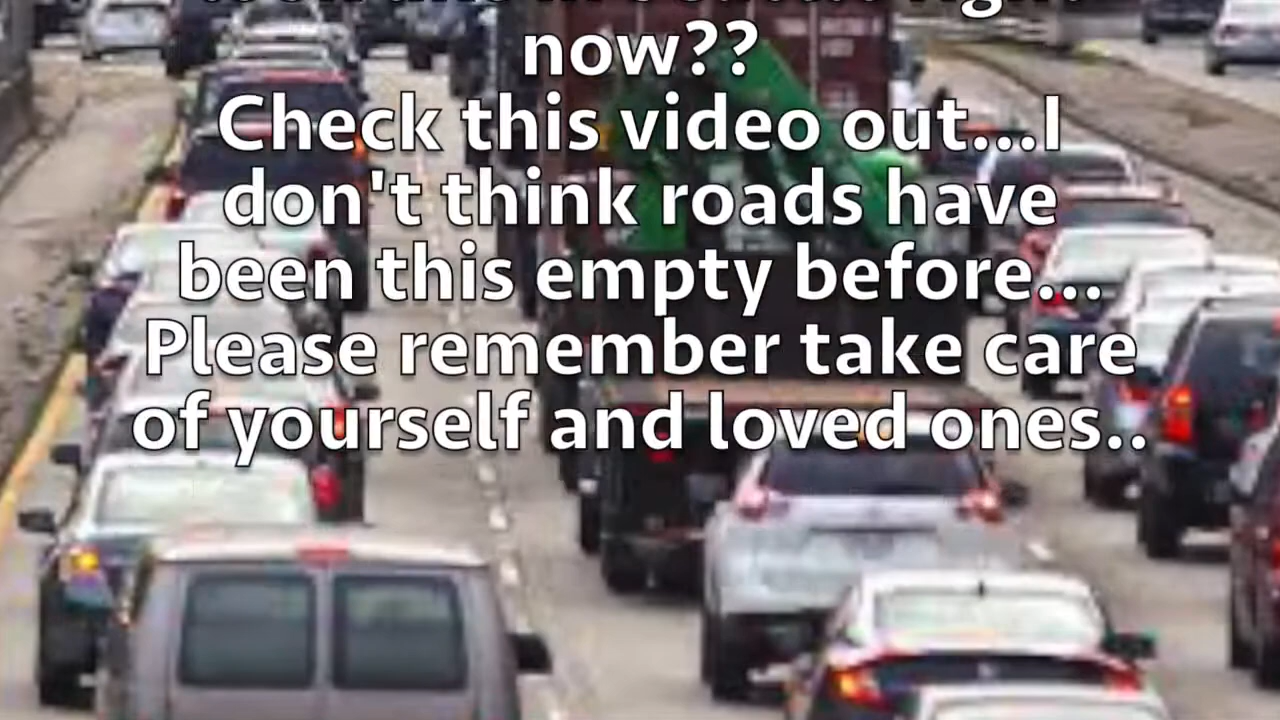 now??
Check this video out...I
don't think roads have
been this empty before...
Please remember take care
of yourself and loved ones..